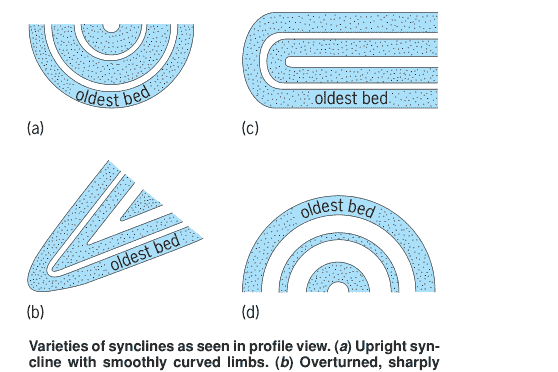 oldest bed
(a)
oldest bed
(c)
oldest bed
(b)
oldest bed
(d)
Varieties of synclines as seen in profile view. (a) Upright syn-
cline with smoothly curved limbs. (b) Overturned, sharply